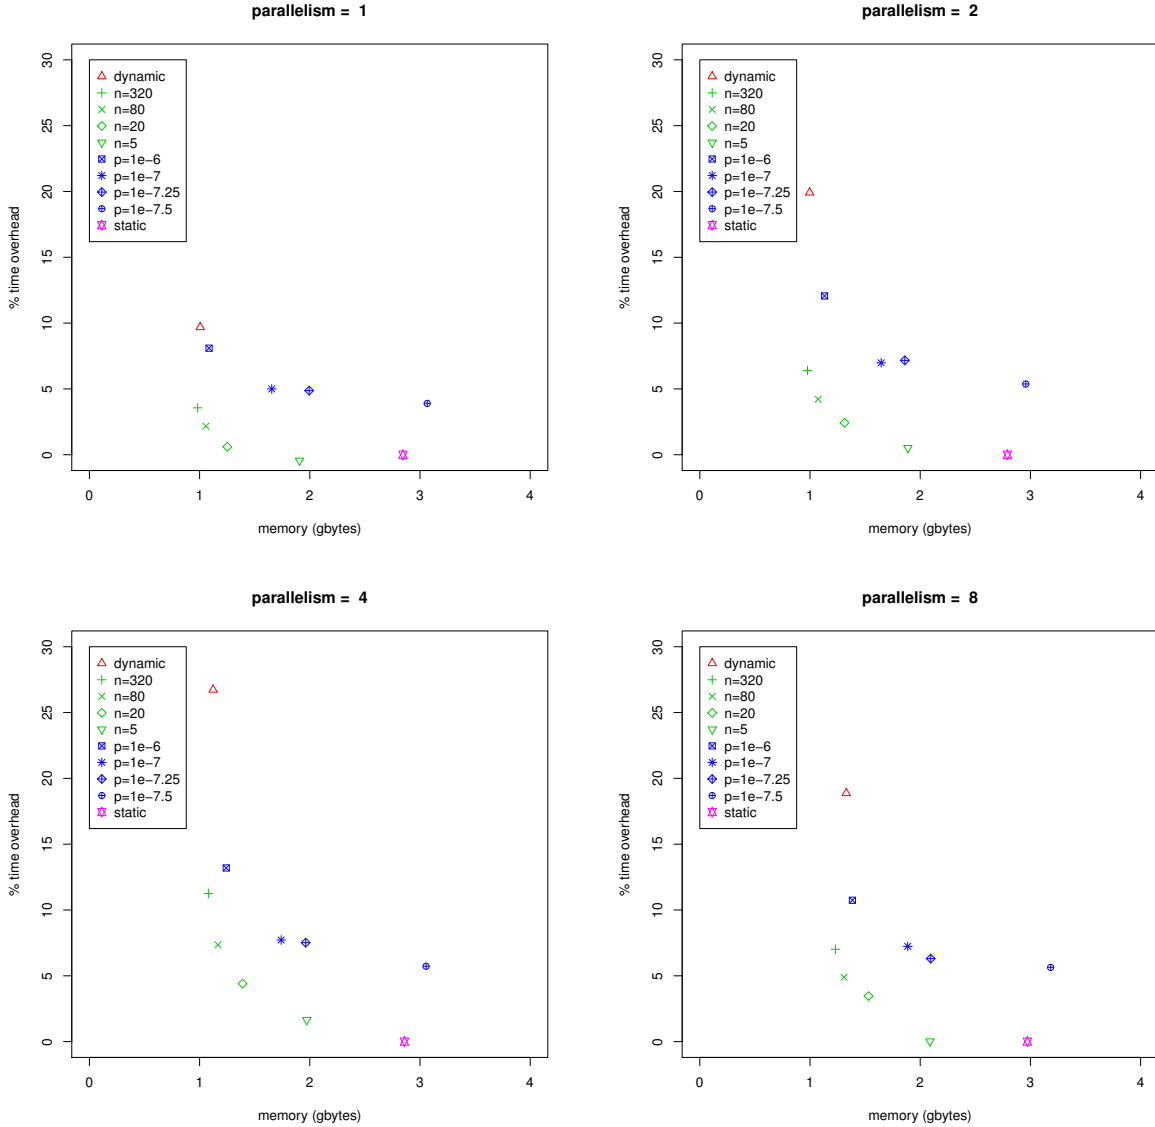 parallelism = 1
30
25
20
15
10
5
0
% time overhead
dynamic
n=320
n=80
n=20
n=5
p=1e−6
p=1e−7
p=1e−7.25
p=1e−7.5
static
0 1 2 3 4
memory (gbytes)
parallelism = 2
30
25
20
15
10
5
0
% time overhead
dynamic
n=320
n=80
n=20
n=5
p=1e−6
p=1e−7
p=1e−7.25
p=1e−7.5
static
0 1 2 3 4
memory (gbytes)
parallelism = 4
30
25
20
15
10
5
0
% time overhead
dynamic
n=320
n=80
n=20
n=5
p=1e−6
p=1e−7
p=1e−7.25
p=1e−7.5
static
0 1 2 3 4
memory (gbytes)
parallelism = 8
30
25
20
15
10
5
0
% time overhead
dynamic
n=320
n=80
n=20
n=5
p=1e−6
p=1e−7
p=1e−7.25
p=1e−7.5
static
0 1 2 3 4
memory (gbytes)